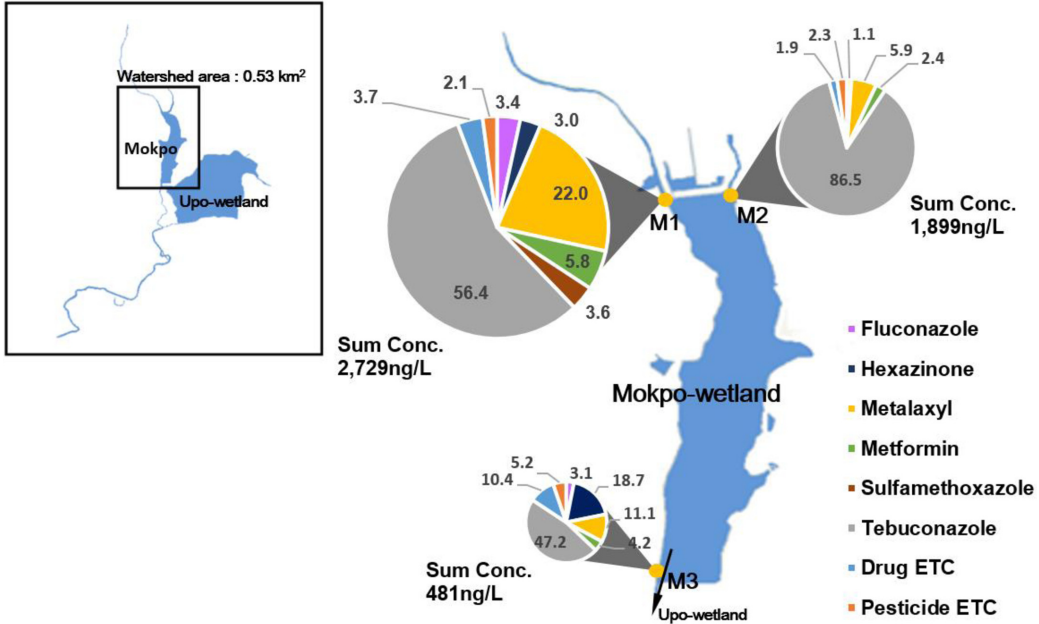 Watershed area : 0.53 km²
Mokpo
Upo-wetland
3.7
2.1
3.4
3.0
22.0
5.8
3.6
56.4
Sum Conc.
2,729ng/L
M1
1.9
2.3
1.1
5.9
2.4
86.5
Sum Conc.
1,899ng/L
M2
Mokpo-wetland
10.4
5.2
3.1
18.7
11.1
4.2
47.2
Sum Conc.
481ng/L
M3
Upo-wetland
Fluconazole
Hexazinone
Metalaxyl
Metformin
Sulfamethoxazole
Tebuconazole
Drug ETC
Pesticide ETC